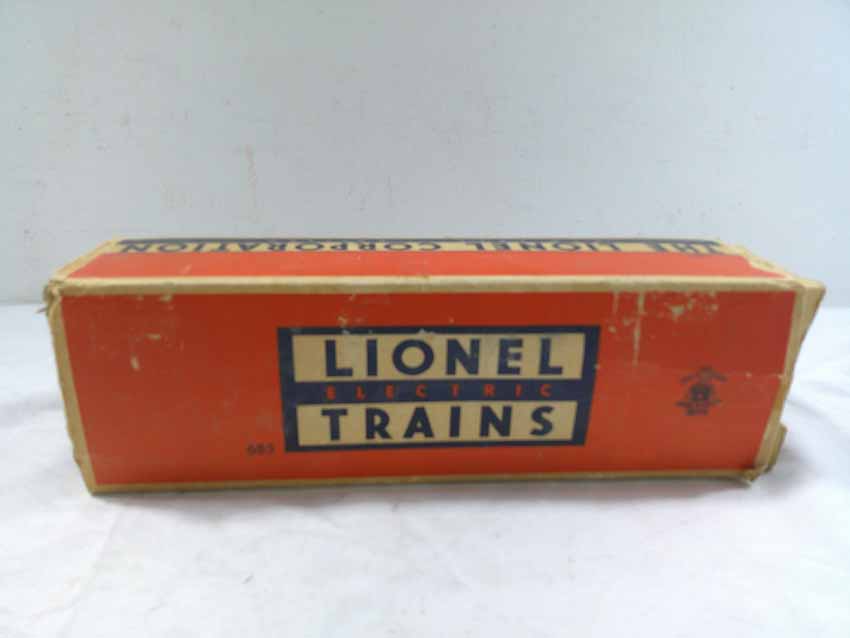 THE LIONEL CORPORATION
LIONEL
ELECTRIC
TRAINS